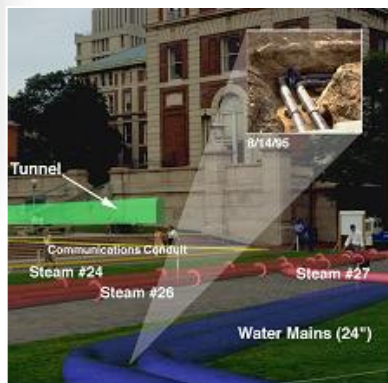 8/14/95
Tunnel
Communications Conduit
Steam #24
Steam #27
Steam #26
Water Mains (24")